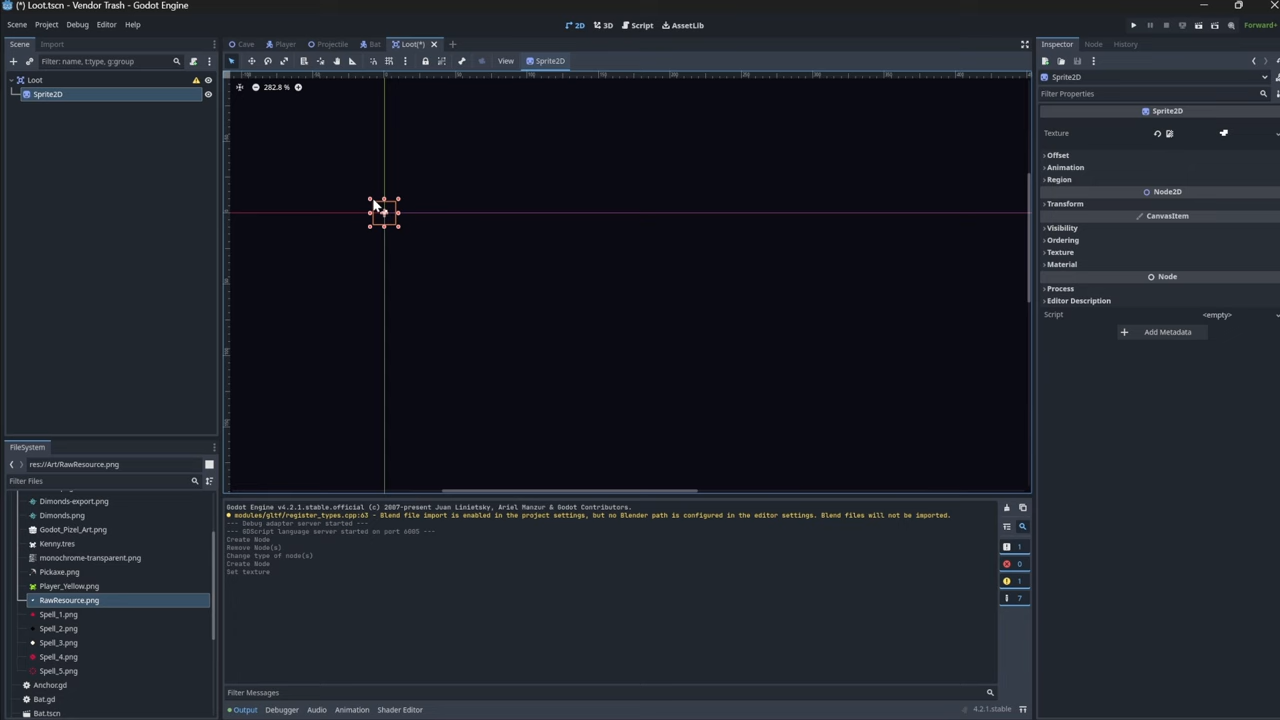 (*) Loot.tscn - Vendor Trash - Godot Engine
Scene Project Debug Editor Help
2D 3D Script AssetLib
Forward+
Scene Import
Cave Player Projectile Bat Loot(*)
Inspector Node History
Filter: name, t:type, g:group
View Sprite2D
Loot
Sprite2D
282.8 %
Sprite2D
Filter Properties
Sprite2D
Texture
Offset
Animation
Region
Node2D
Transform
CanvasItem
Visibility
Ordering
Texture
Material
Node
Process
Editor Description
Script <empty>
Add Metadata
FileSystem
res://Art/RawResource.png
Filter Files
Dimonds-export.png
Dimonds.png
Godot_Pizel_Art.png
Kenny.tres
monochrome-transparent.png
Pickaxe.png
Player_Yellow.png
RawResource.png
Spell_1.png
Spell_2.png
Spell_3.png
Spell_4.png
Spell_5.png
Anchor.gd
Bat.gd
Bat.tscn
Godot Engine v4.2.1.stable.official (c) 2007-present Juan Linietsky, Ariel Manzur & Godot Contributors.
modules/gltf/register_types.cpp:63 - Blend file import is enabled in the project settings, but no Blender path is configured in the editor settings. Blend files will not be imported.
--- Debug adapter server started ---
--- GDScript language server started on port 6005 ---
Create Node
Remove Node(s)
Change type of node(s)
Create Node
Set texture
1
0
1
7
Filter Messages
Output Debugger Audio Animation Shader Editor
4.2.1.stable